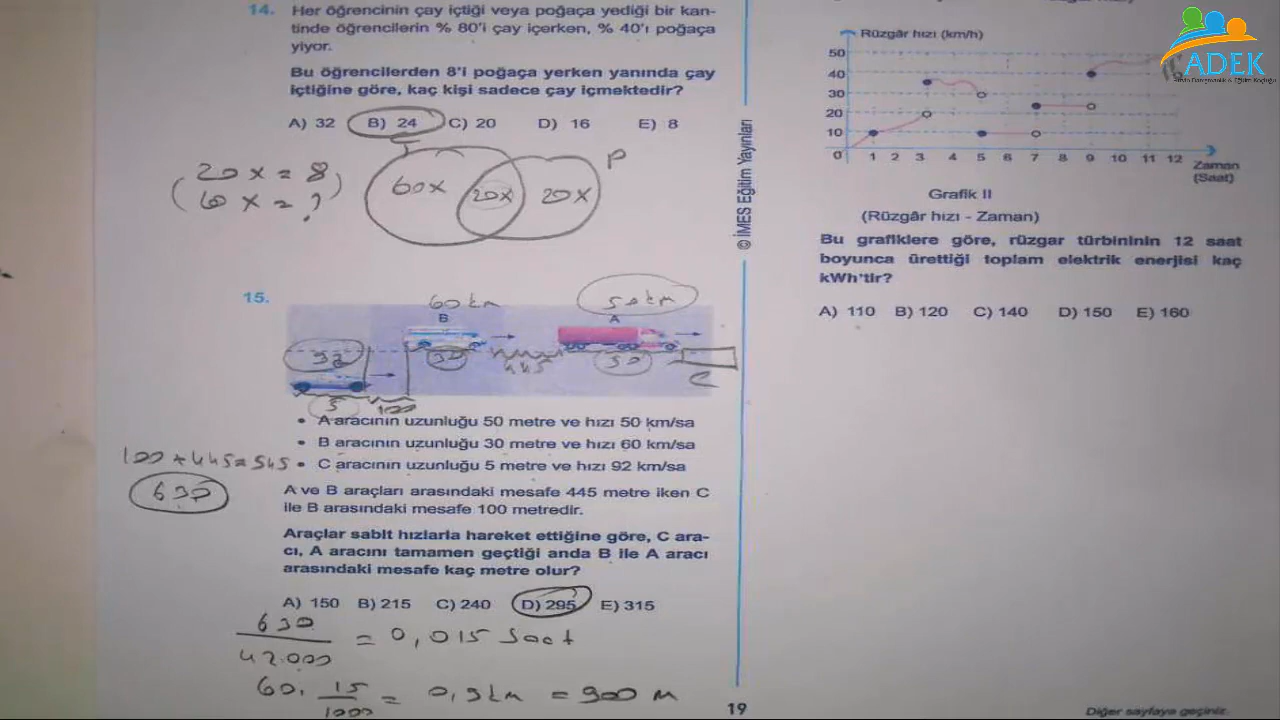 14. Her öğrencinin çay içtiği veya poğaça yediği bir kan-
tinde öğrencilerin % 80'i çay içerken, % 40'ı poğaça
yiyor.
Bu öğrencilerden 8'i poğaça yerken yanında çay
içtiğine göre, kaç kişi sadece çay içmektedir?
A) 32 B) 24 C) 20 D) 16 E) 8
20x = 8
60x = ?
60x 20x 20x P
15.
60 km 50 km
B A
92 30 445 50
C
5 100
• A aracının uzunluğu 50 metre ve hızı 50 km/sa
• B aracının uzunluğu 30 metre ve hızı 60 km/sa
100 + 445 = 545 • C aracının uzunluğu 5 metre ve hızı 92 km/sa
630
A ve B araçları arasındaki mesafe 445 metre iken C
ile B arasındaki mesafe 100 metredir.
Araçlar sabit hızlarla hareket ettiğine göre, C ara-
cı, A aracını tamamen geçtiği anda B ile A aracı
arasındaki mesafe kaç metre olur?
A) 150 B) 215 C) 240 D) 295 E) 315
630
42.000
= 0,015 saat
60. 15
1000
= 0,9 km = 900 m
19
© İMES Eğitim Yayınları
ADEK
Rüzgâr hızı (km/h)
50
40
30
20
10
0 1 2 3 4 5 6 7 8 9 10 11 12 Zaman
(Saat)
Grafik II
(Rüzgâr hızı - Zaman)
Bu grafiklere göre, rüzgar türbininin 12 saat
boyunca ürettiği toplam elektrik enerjisi kaç
kWh'tir?
A) 110 B) 120 C) 140 D) 150 E) 160
Diğer sayfaya geçiniz.